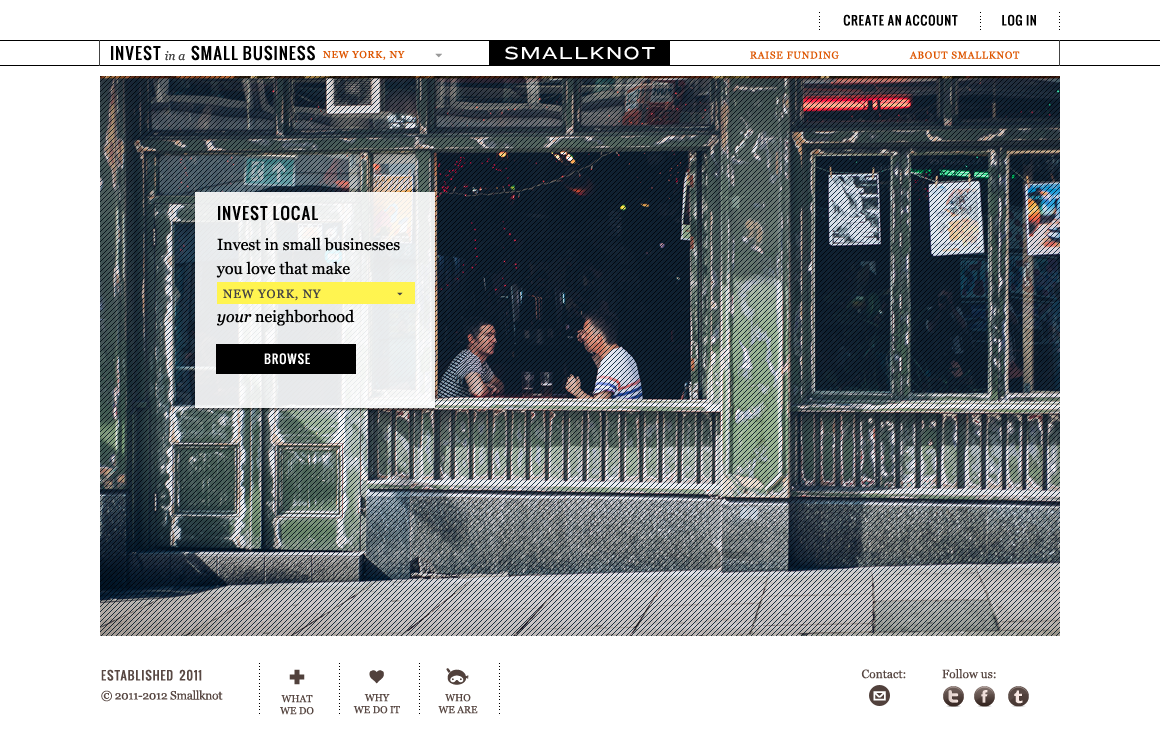 CREATE AN ACCOUNT
LOG IN
INVEST in a SMALL BUSINESS NEW YORK, NY
SMALLKNOT
RAISE FUNDING
ABOUT SMALLKNOT
INVEST LOCAL
Invest in small businesses
you love that make
NEW YORK, NY
your neighborhood
BROWSE
ESTABLISHED 2011
© 2011-2012 Smallknot
WHAT
WE DO
WHY
WE DO IT
WHO
WE ARE
Contact:
Follow us:
t
f
t